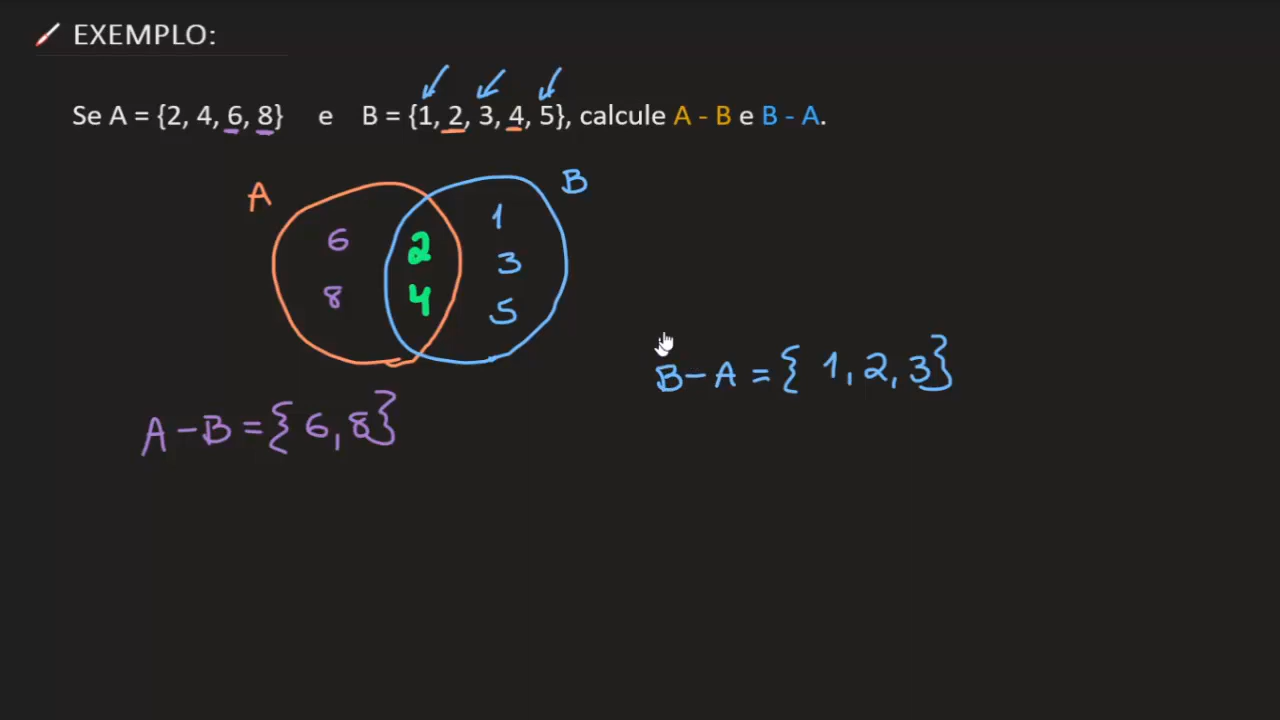 EXEMPLO:
Se A = {2, 4, 6, 8} e B = {1, 2, 3, 4, 5}, calcule A - B e B - A.
A B
6 2 1
3
8 4 5
B - A = { 1, 2, 3}
A - B = { 6, 8}